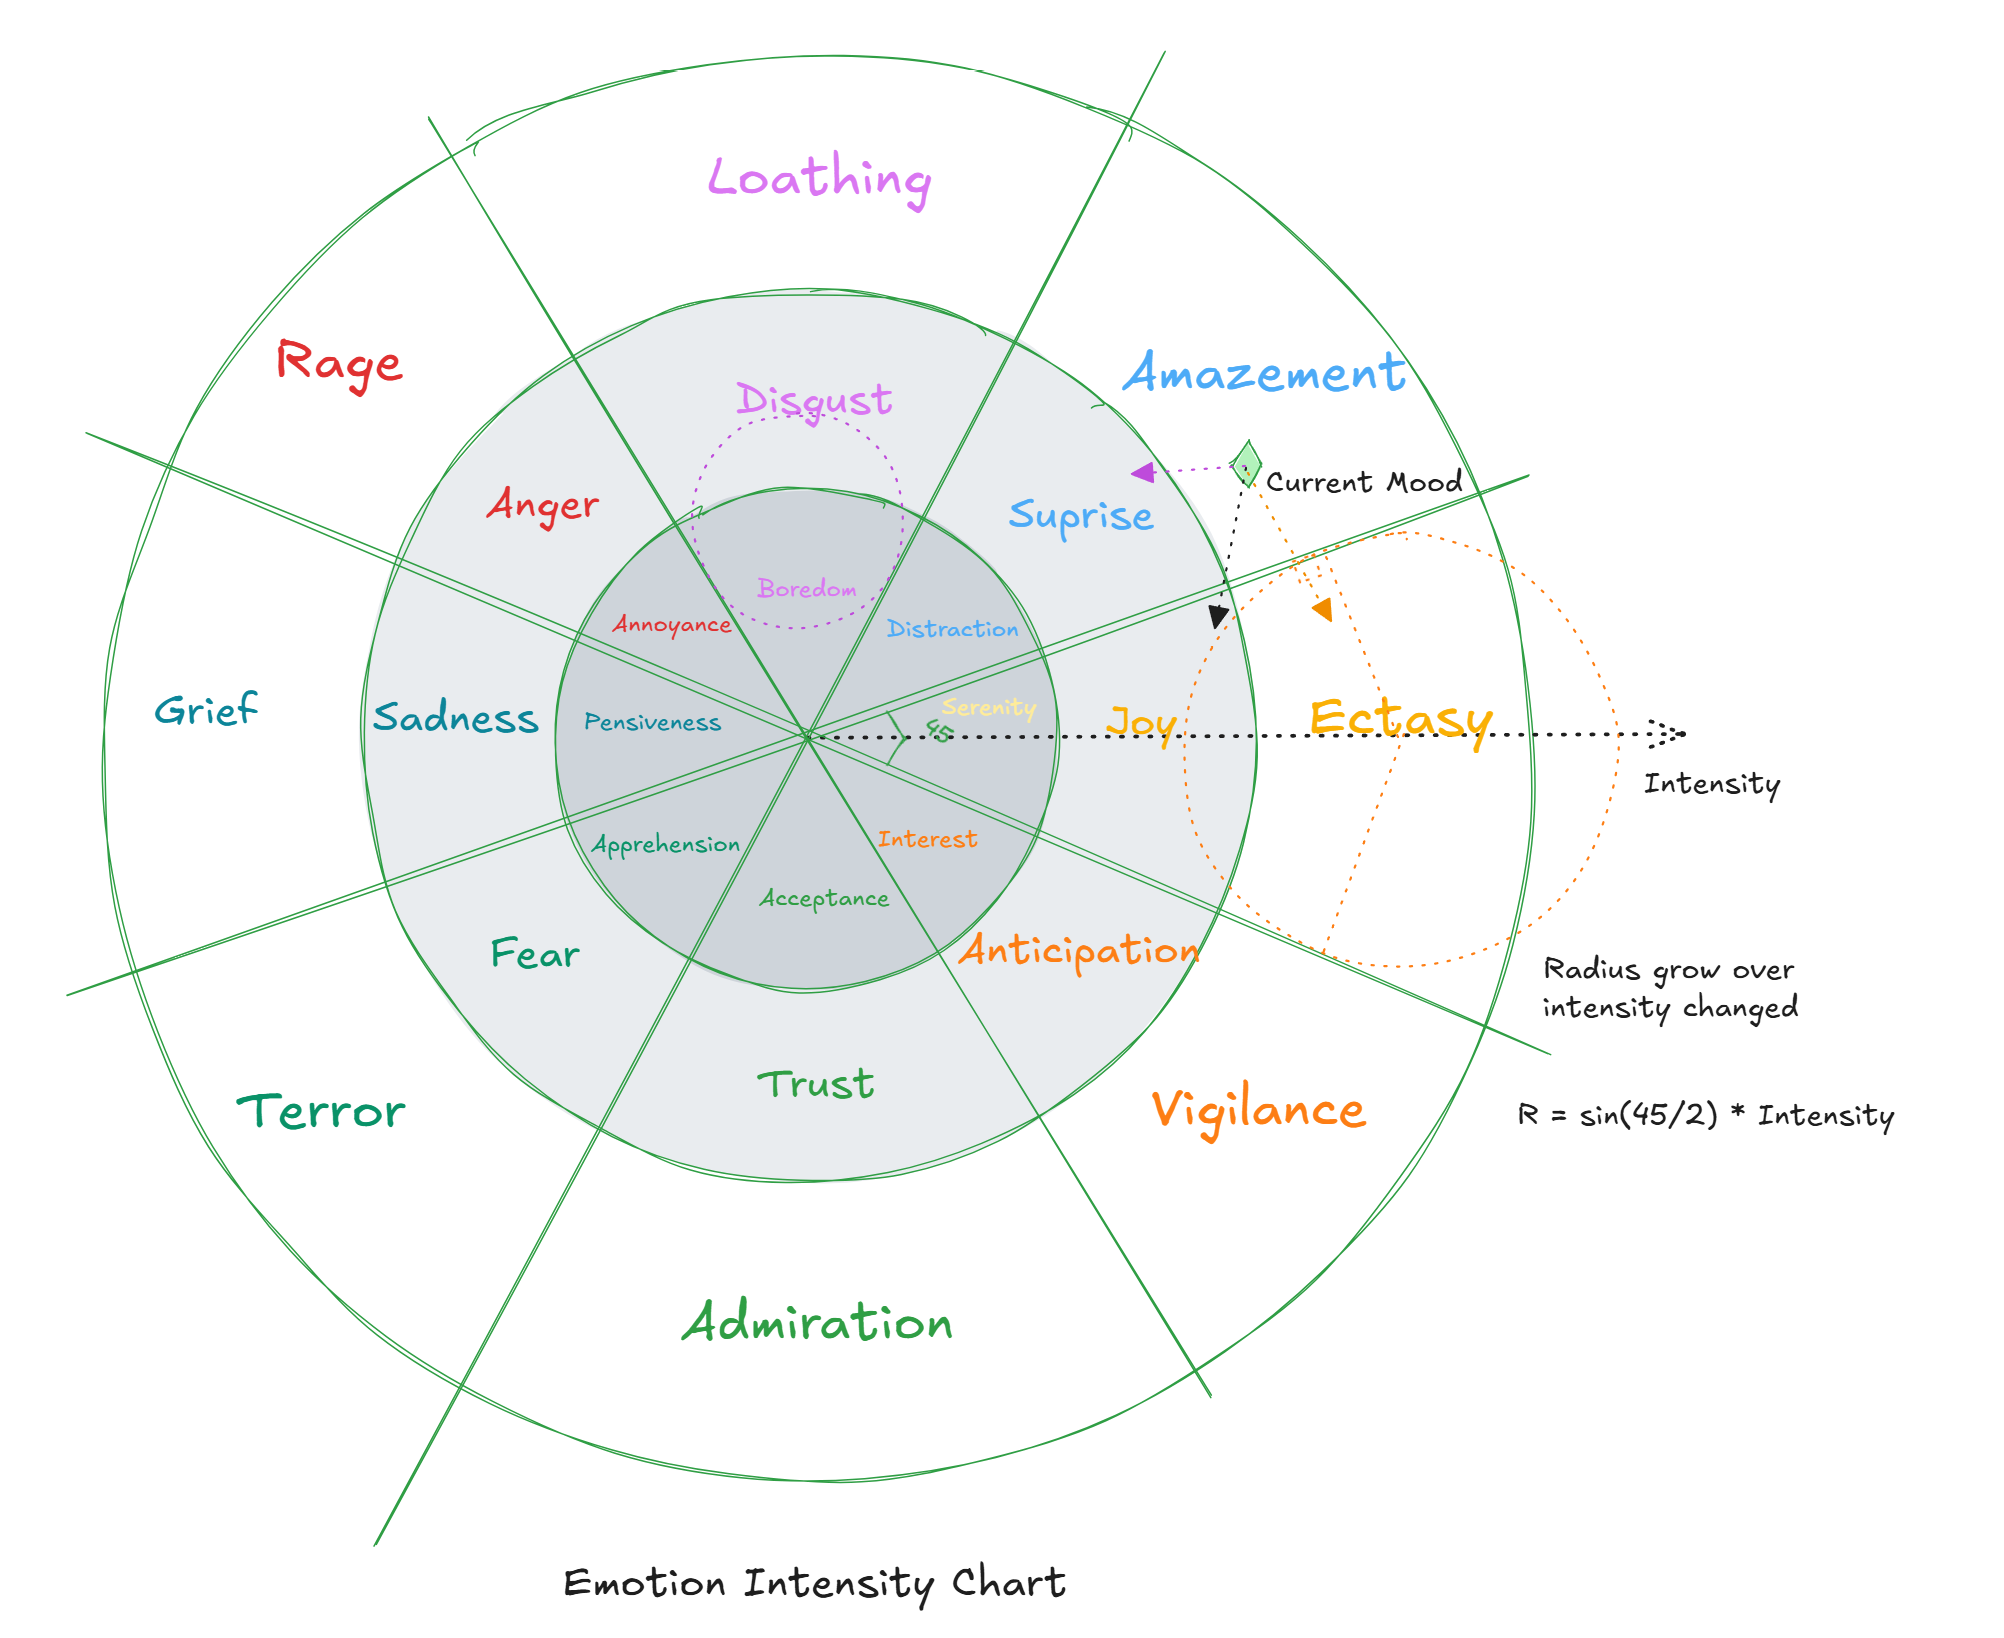 Loathing
Rage
Amazement
Disgust
Current Mood
Anger
Suprise
Boredom
Annoyance
Distraction
Grief
Sadness
Pensiveness
Serenity
45
Joy
Ectasy
Intensity
Apprehension
Interest
Acceptance
Fear
Anticipation
Radius grow over
intensity changed
Trust
Terror
Vigilance
R = sin(45/2) * Intensity
Admiration
Emotion Intensity Chart